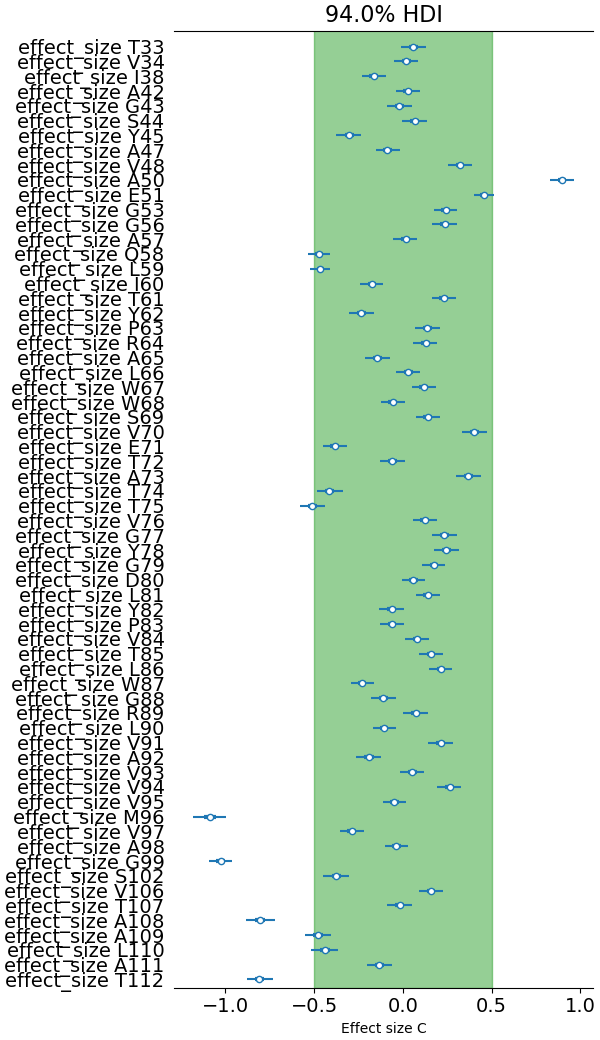 94.0% HDI
effect_size T33
effect_size V34
effect_size I38
effect_size A42
effect_size G43
effect_size S44
effect_size Y45
effect_size A47
effect_size V48
effect_size A50
effect_size E51
effect_size G53
effect_size G56
effect_size A57
effect_size Q58
effect_size L59
effect_size I60
effect_size T61
effect_size Y62
effect_size P63
effect_size R64
effect_size A65
effect_size L66
effect_size W67
effect_size W68
effect_size S69
effect_size V70
effect_size E71
effect_size T72
effect_size A73
effect_size T74
effect_size T75
effect_size V76
effect_size G77
effect_size Y78
effect_size G79
effect_size D80
effect_size L81
effect_size Y82
effect_size P83
effect_size V84
effect_size T85
effect_size L86
effect_size W87
effect_size G88
effect_size R89
effect_size L90
effect_size V91
effect_size A92
effect_size V93
effect_size V94
effect_size V95
effect_size M96
effect_size V97
effect_size A98
effect_size G99
effect_size S102
effect_size V106
effect_size T107
effect_size A108
effect_size A109
effect_size L110
effect_size A111
effect_size T112
−1.0 −0.5 0.0 0.5 1.0
Effect size C